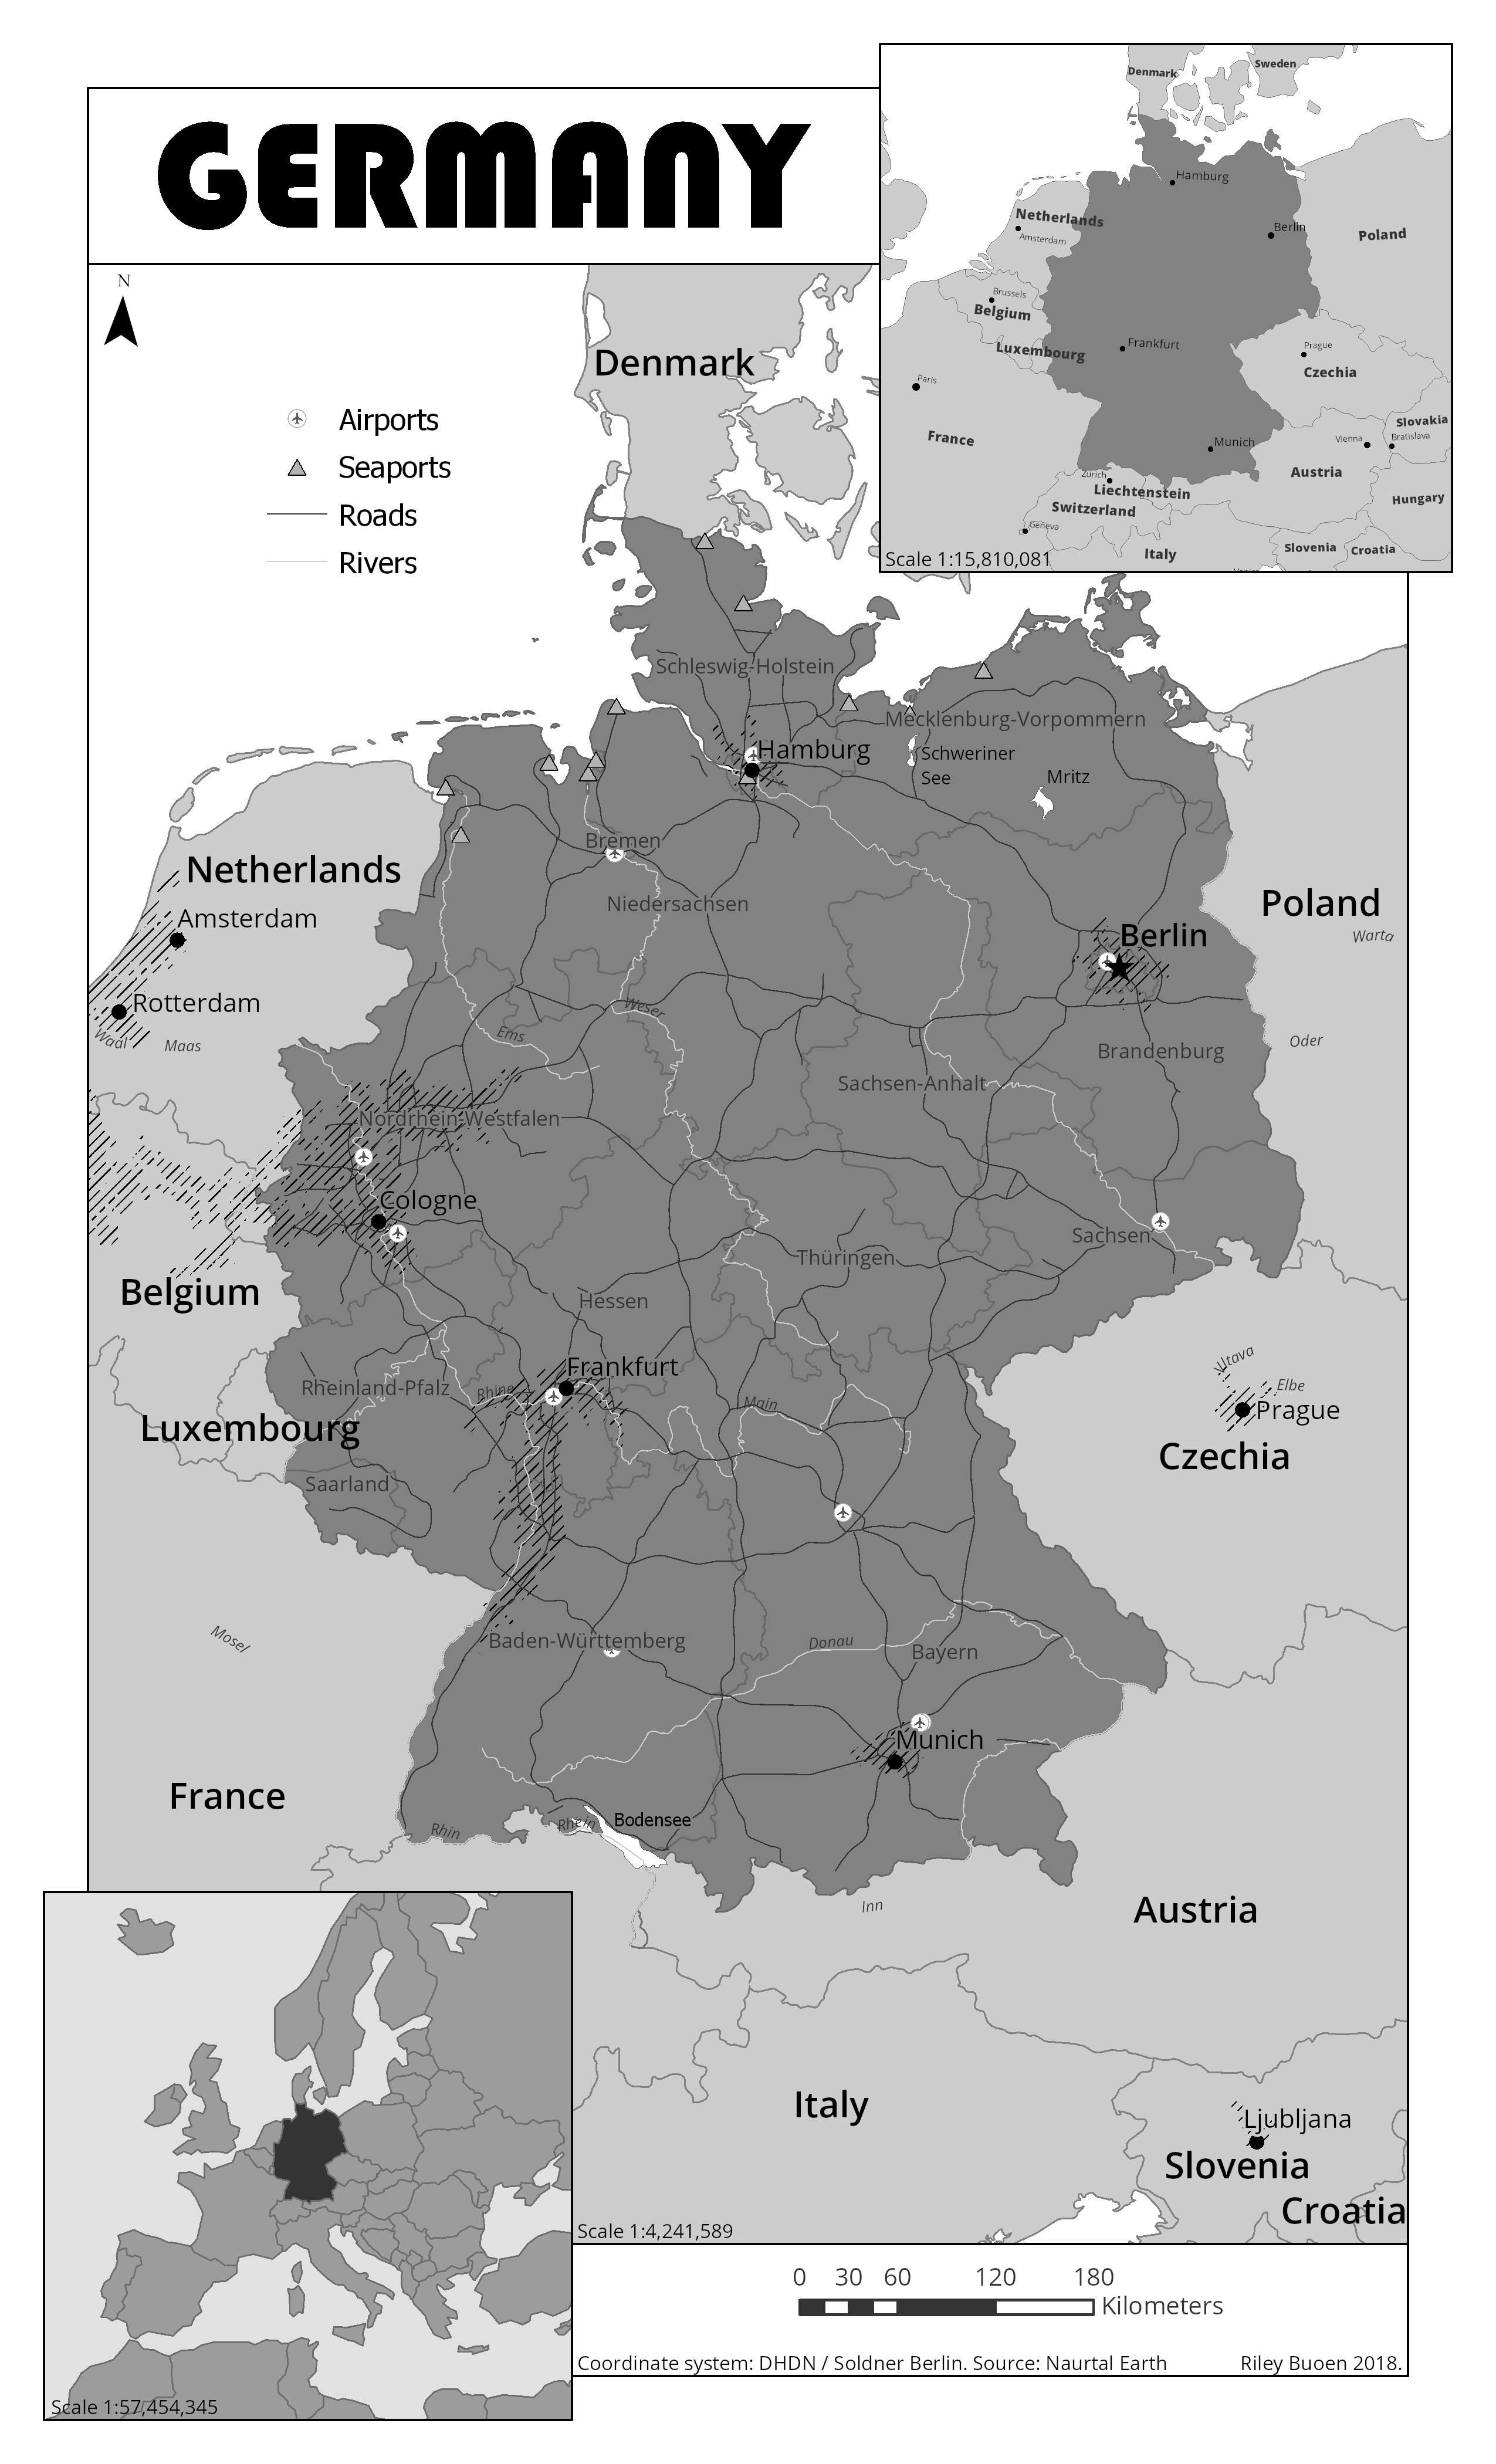 GERMANY
N
Airports
Seaports
Roads
Rivers
Denmark
Sweden
Hamburg
Netherlands
Amsterdam
Berlin
Poland
Brussels
Belgium
Luxembourg
Frankfurt
Prague
Czechia
Paris
France
Slovakia
Bratislava
Vienna
Munich
Austria
Zürich
Liechtenstein
Switzerland
Hungary
Geneva
Italy
Slovenia
Croatia
Scale 1:15,810,081
Denmark
Schleswig-Holstein
Mecklenburg-Vorpommern
Hamburg
Schweriner
See
Mritz
Bremen
Netherlands
Niedersachsen
Poland
Amsterdam
Berlin
Warta
Rotterdam
Weser
Waal
Maas
Ems
Oder
Brandenburg
Sachsen-Anhalt
Nordrhein-Westfalen
Cologne
Sachsen
Thüringen
Belgium
Hessen
Vltava
Frankfurt
Rheinland-Pfalz
Rhine
Elbe
Main
Prague
Luxembourg
Czechia
Saarland
Mosel
Baden-Württemberg
Donau
Bayern
Munich
France
Bodensee
Rhin
Rhein
Inn
Austria
Italy
Ljubljana
Slovenia
Croatia
Scale 1:4,241,589
0 30 60 120 180
Kilometers
Coordinate system: DHDN / Soldner Berlin. Source: Naurtal Earth
Riley Buoen 2018.
Scale 1:57,454,345